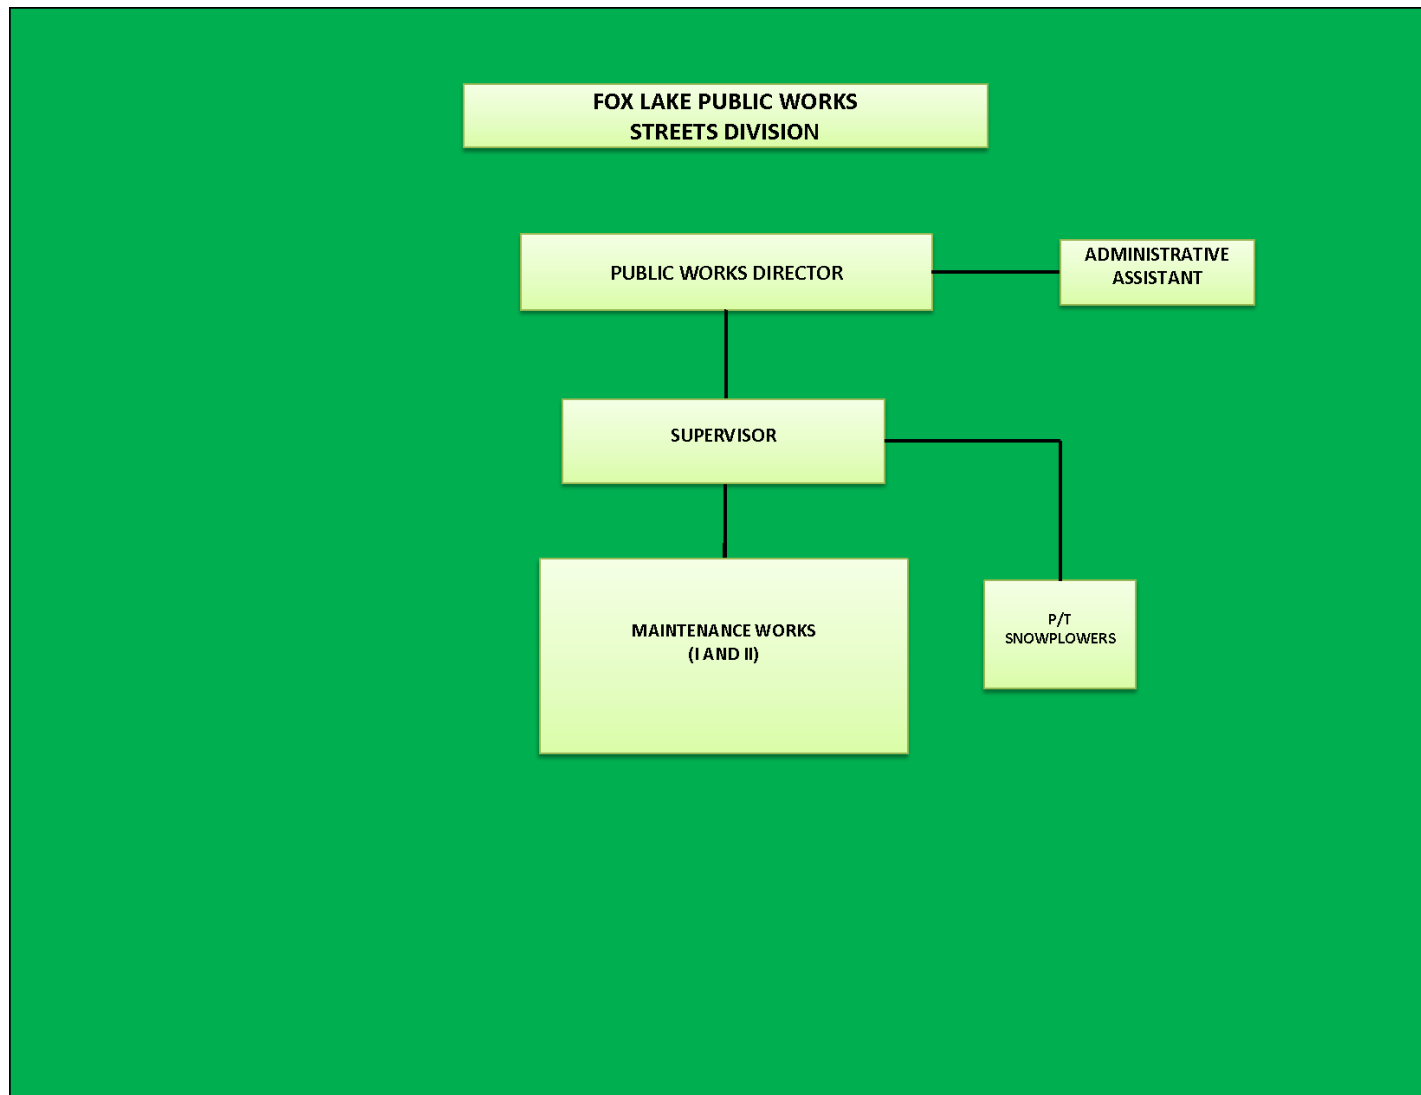 FOX LAKE PUBLIC WORKS
STREETS DIVISION
PUBLIC WORKS DIRECTOR
ADMINISTRATIVE
ASSISTANT
SUPERVISOR
MAINTENANCE WORKS
(I AND II)
P/T
SNOWPLOWERS